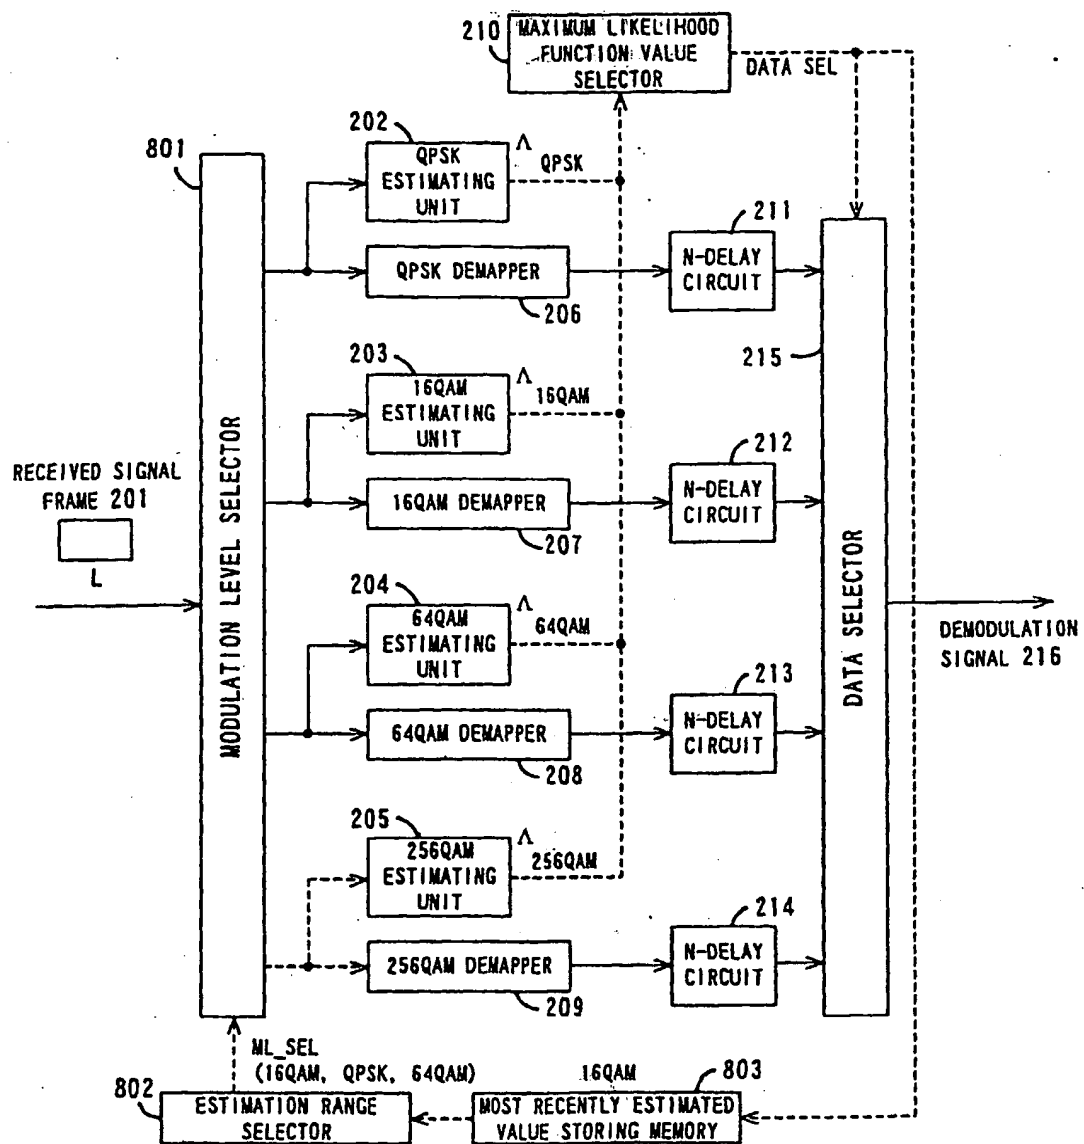 210
MAXIMUM LIKELIHOOD
FUNCTION VALUE
SELECTOR
DATA SEL
801
202
QPSK
ESTIMATING
UNIT
Λ
QPSK
QPSK DEMAPPER
206
211
N-DELAY
CIRCUIT
215
203
16QAM
ESTIMATING
UNIT
Λ
16QAM
16QAM DEMAPPER
207
212
N-DELAY
CIRCUIT
MODULATION LEVEL SELECTOR
RECEIVED SIGNAL
FRAME 201
L
204
64QAM
ESTIMATING
UNIT
Λ
64QAM
64QAM DEMAPPER
208
213
N-DELAY
CIRCUIT
DATA SELECTOR
DEMODULATION
SIGNAL 216
205
256QAM
ESTIMATING
UNIT
Λ
256QAM
256QAM DEMAPPER
209
214
N-DELAY
CIRCUIT
ML_SEL
(16QAM, QPSK, 64QAM)
802
ESTIMATION RANGE
SELECTOR
16QAM
803
MOST RECENTLY ESTIMATED
VALUE STORING MEMORY